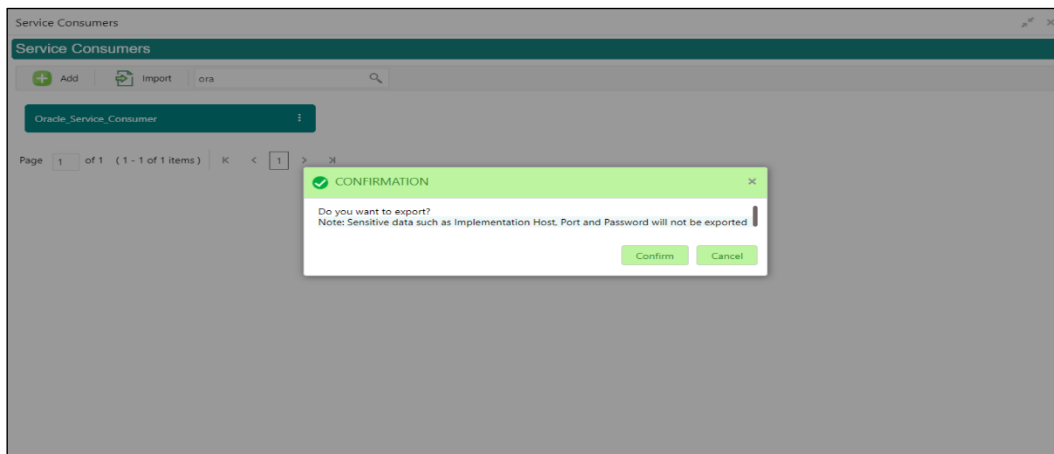 Service Consumers
Service Consumers
Add Import ora
Oracle_Service_Consumer
Page 1 of 1 (1 - 1 of 1 items) K < 1 > >|
CONFIRMATION
Do you want to export?
Note: Sensitive data such as Implementation Host, Port and Password will not be exported
Confirm Cancel